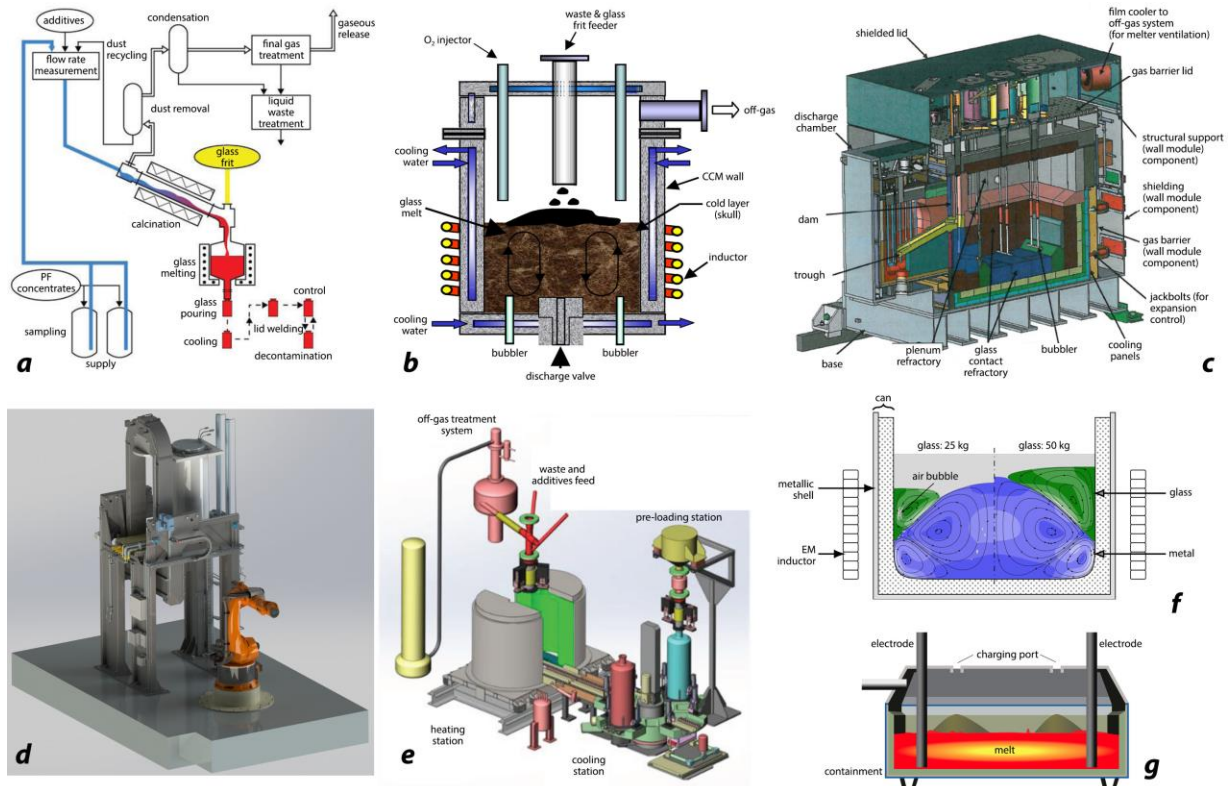 additives
condensation
gaseous
release
dust
recycling
flow rate
measurement
final gas
treatment
dust removal
liquid
waste
treatment
glass
frit
calcination
glass
melting
PF
concentrates
glass
pouring
control
lid welding
sampling
cooling
decontamination
supply
a
waste & glass
frit feeder
O₂ injector
off-gas
cooling
water
CCM wall
glass
melt
cold layer
(skull)
inductor
cooling
water
bubbler
bubbler
discharge valve
b
film cooler to
off-gas system
(for melter ventilation)
shielded lid
gas barrier lid
discharge
chamber
structural support
(wall module)
component)
shielding
(wall module
component)
dam
gas barrier
(wall module
component)
trough
jackbolts (for
expansion
control)
base
plenum
refractory
glass
contact
refractory
bubbler
cooling
panels
c
d
off-gas treatment
system
waste and
additives feed
pre-loading station
heating
station
cooling
station
e
can
glass: 25 kg
glass: 50 kg
air bubble
metallic
shell
glass
EM
inductor
metal
f
electrode
charging port
electrode
melt
containment
g